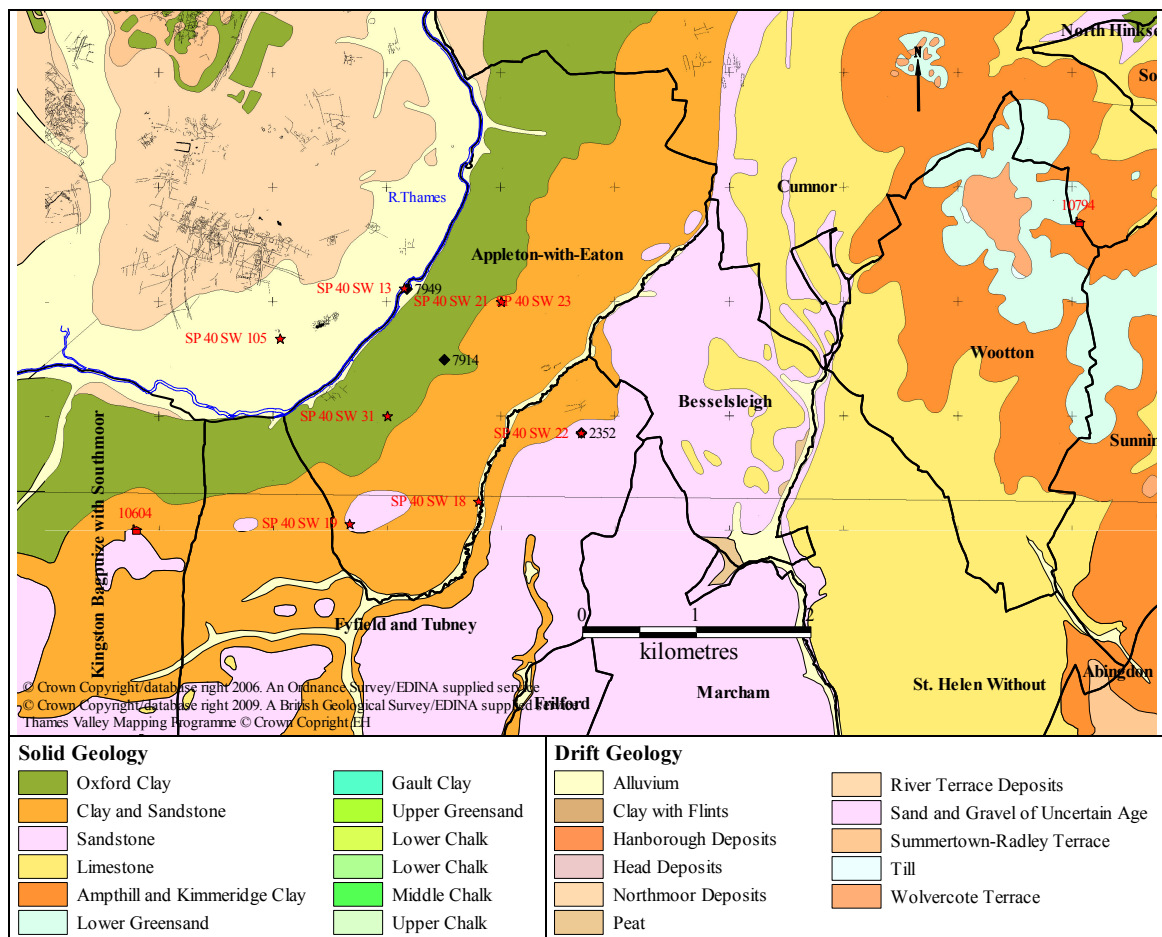 North Hinkse
N
So
Cumnor
10794
R.Thames
Appleton-with-Eaton
SP 40 SW 13
7949
SP 40 SW 21
SP 40 SW 23
SP 40 SW 105
7914
Wootton
Besselsleigh
SP 40 SW 31
SP 40 SW 22
2352
Sunnin
SP 40 SW 18
10604
SP 40 SW 19
Kingston Bagpuize with Southmoor
0 1 2
kilometres
Fyfield and Tubney
Abingdon
St. Helen Without
Marcham
Frilford
© Crown Copyright/database right 2006. An Ordnance Survey/EDINA supplied service
© Crown Copyright/database right 2009. A British Geological Survey/EDINA supplied service
Thames Valley Mapping Programme © Crown Copright EH
Solid Geology
Oxford Clay
Clay and Sandstone
Sandstone
Limestone
Ampthill and Kimmeridge Clay
Lower Greensand
Gault Clay
Upper Greensand
Lower Chalk
Lower Chalk
Middle Chalk
Upper Chalk
Drift Geology
Alluvium
Clay with Flints
Hanborough Deposits
Head Deposits
Northmoor Deposits
Peat
River Terrace Deposits
Sand and Gravel of Uncertain Age
Summertown-Radley Terrace
Till
Wolvercote Terrace